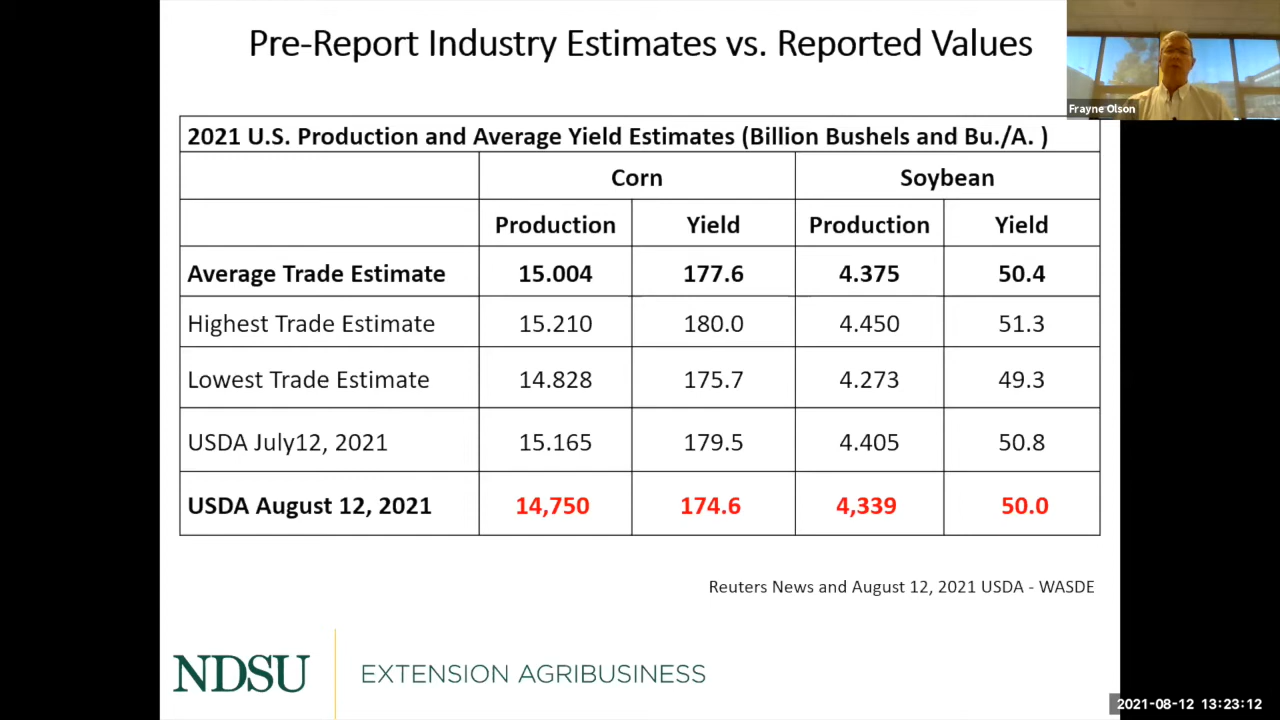 Pre-Report Industry Estimates vs. Reported Values
Frayne Olson
2021 U.S. Production and Average Yield Estimates (Billion Bushels and Bu./A. )
Corn Soybean
Production Yield Production Yield
Average Trade Estimate 15.004 177.6 4.375 50.4
Highest Trade Estimate 15.210 180.0 4.450 51.3
Lowest Trade Estimate 14.828 175.7 4.273 49.3
USDA July12, 2021 15.165 179.5 4.405 50.8
USDA August 12, 2021 14,750 174.6 4,339 50.0
Reuters News and August 12, 2021 USDA - WASDE
NDSU EXTENSION AGRIBUSINESS
2021-08-12 13:23:12